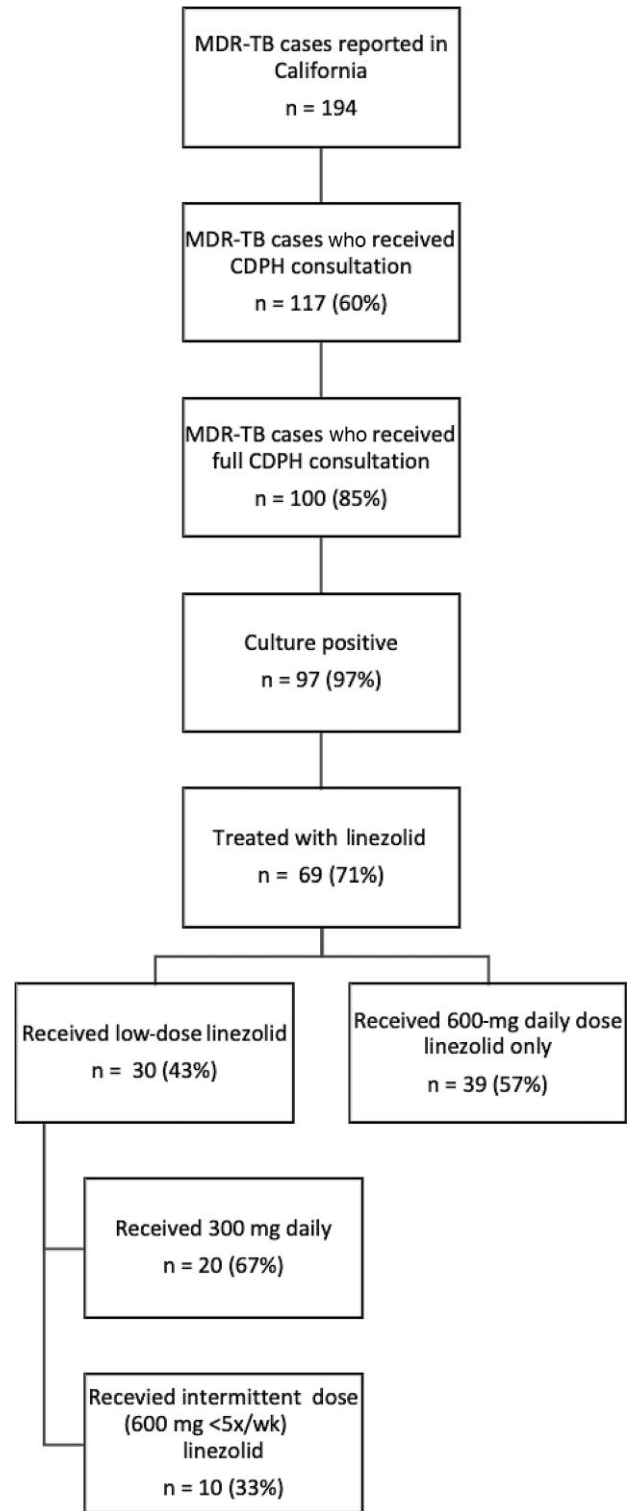 MDR-TB cases reported in
California
n = 194
MDR-TB cases who received
CDPH consultation
n = 117 (60%)
MDR-TB cases who received
full CDPH consultation
n = 100 (85%)
Culture positive
n = 97 (97%)
Treated with linezolid
n = 69 (71%)
Received low-dose linezolid
n = 30 (43%)
Received 600-mg daily dose
linezolid only
n = 39 (57%)
Received 300 mg daily
n = 20 (67%)
Recevied intermittent dose
(600 mg <5x/wk)
linezolid
n = 10 (33%)